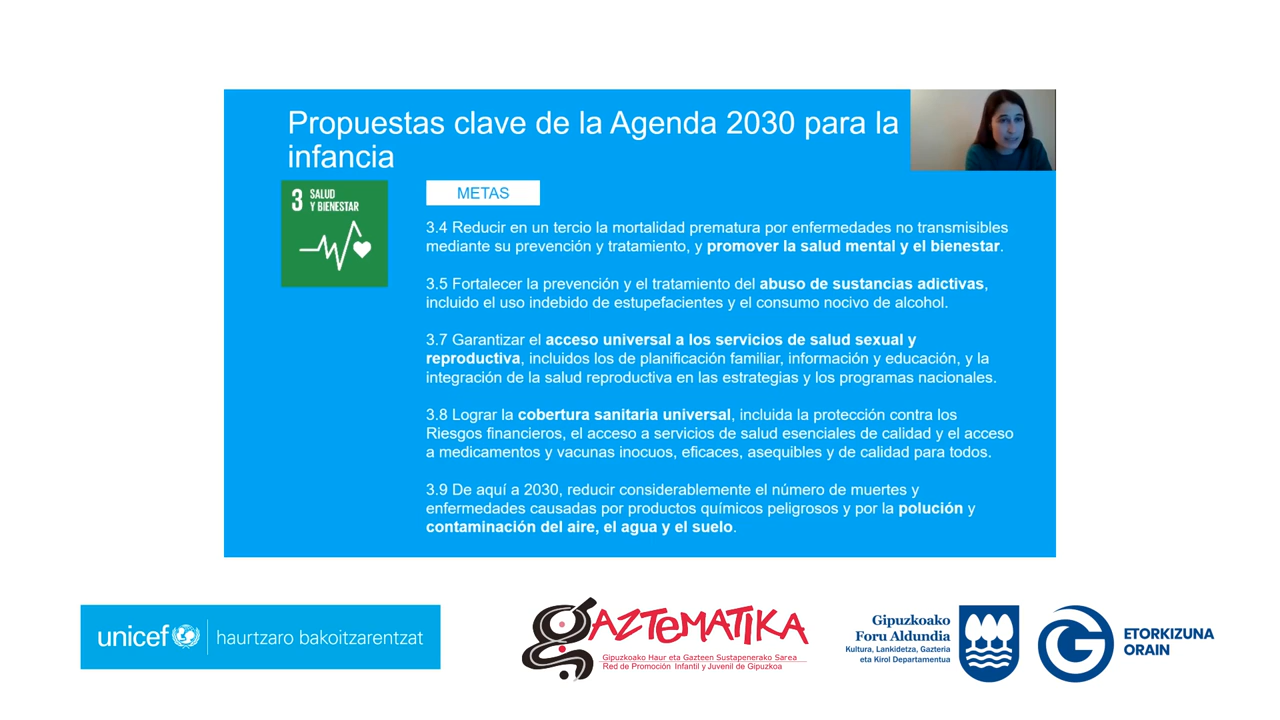 Propuestas clave de la Agenda 2030 para la
infancia
3 SALUD
Y BIENESTAR
METAS
3.4 Reducir en un tercio la mortalidad prematura por enfermedades no transmisibles
mediante su prevención y tratamiento, y promover la salud mental y el bienestar.
3.5 Fortalecer la prevención y el tratamiento del abuso de sustancias adictivas,
incluido el uso indebido de estupefacientes y el consumo nocivo de alcohol.
3.7 Garantizar el acceso universal a los servicios de salud sexual y
reproductiva, incluidos los de planificación familiar, información y educación, y la
integración de la salud reproductiva en las estrategias y los programas nacionales.
3.8 Lograr la cobertura sanitaria universal, incluida la protección contra los
Riesgos financieros, el acceso a servicios de salud esenciales de calidad y el acceso
a medicamentos y vacunas inocuos, eficaces, asequibles y de calidad para todos.
3.9 De aquí a 2030, reducir considerablemente el número de muertes y
enfermedades causadas por productos químicos peligrosos y por la polución y
contaminación del aire, el agua y el suelo.
unicef haurtzaro bakoitzarentzat
GAZTEMATIKA
Gipuzkoako Haur eta Gazteen Sustapenerako Sarea
Red de Promoción Infantil y Juvenil de Gipuzkoa
Gipuzkoako
Foru Aldundia
Kultura, Lankidetza, Gazteria
eta Kirol Departamentua
ETORKIZUNA
ORAIN